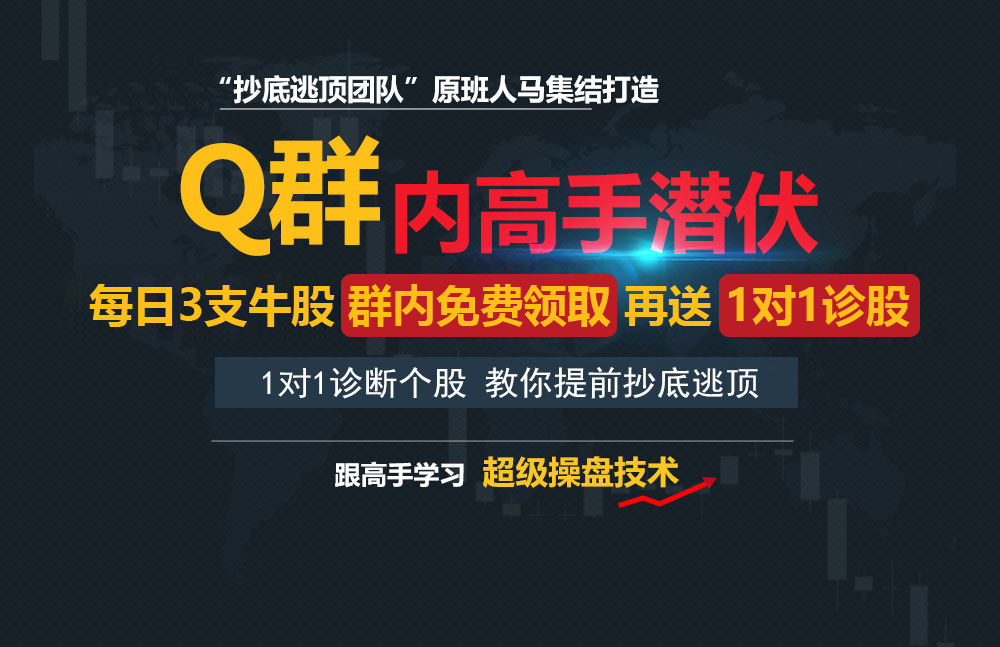 “抄底逃顶团队”原班人马集结打造
Q群内高手潜伏
每日3支牛股 群内免费领取 再送 1对1诊股
1对1诊断个股 教你提前抄底逃顶
跟高手学习 超级操盘技术